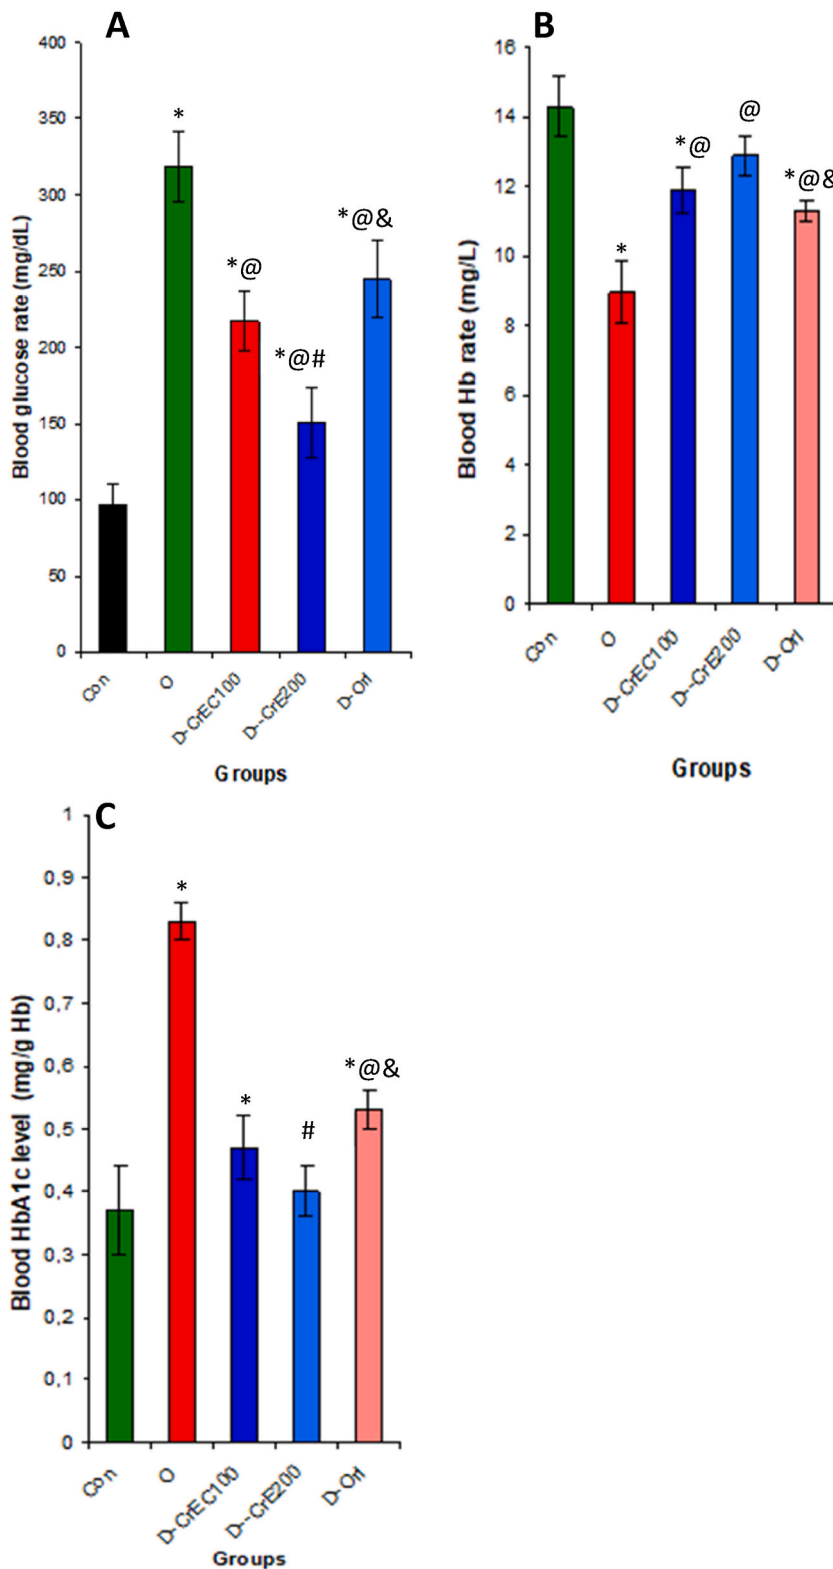 A
Blood glucose rate (mg/dL)
400
350
300
250
200
150
100
50
0
*
*@
*@#
*@&
Con
O
D-CrEC100
D--CrE200
D-Orl
Groups
B
Blood Hb rate (mg/L)
16
14
12
10
8
6
4
2
0
*
*@
@
*@&
Con
O
D-CrEC100
D--CrE200
D-Orl
Groups
C
Blood HbA1c level (mg/g Hb)
1
0,9
0,8
0,7
0,6
0,5
0,4
0,3
0,2
0,1
0
*
*
#
*@&
Con
O
D-CrEC100
D--CrE200
D-Orl
Groups